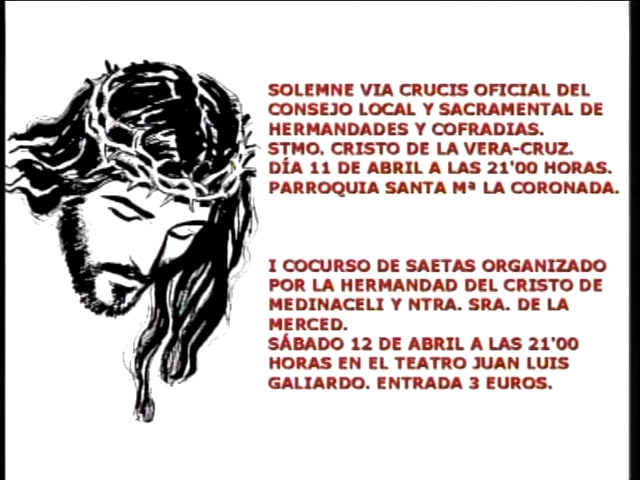 SOLEMNE VIA CRUCIS OFICIAL DEL
CONSEJO LOCAL Y SACRAMENTAL DE
HERMANDADES Y COFRADIAS.
STMO. CRISTO DE LA VERA-CRUZ.
DÍA 11 DE ABRIL A LAS 21'00 HORAS.
PARROQUIA SANTA Mª LA CORONADA.
I COCURSO DE SAETAS ORGANIZADO
POR LA HERMANDAD DEL CRISTO DE
MEDINACELI Y NTRA. SRA. DE LA
MERCED.
SÁBADO 12 DE ABRIL A LAS 21'00
HORAS EN EL TEATRO JUAN LUIS
GALIARDO. ENTRADA 3 EUROS.